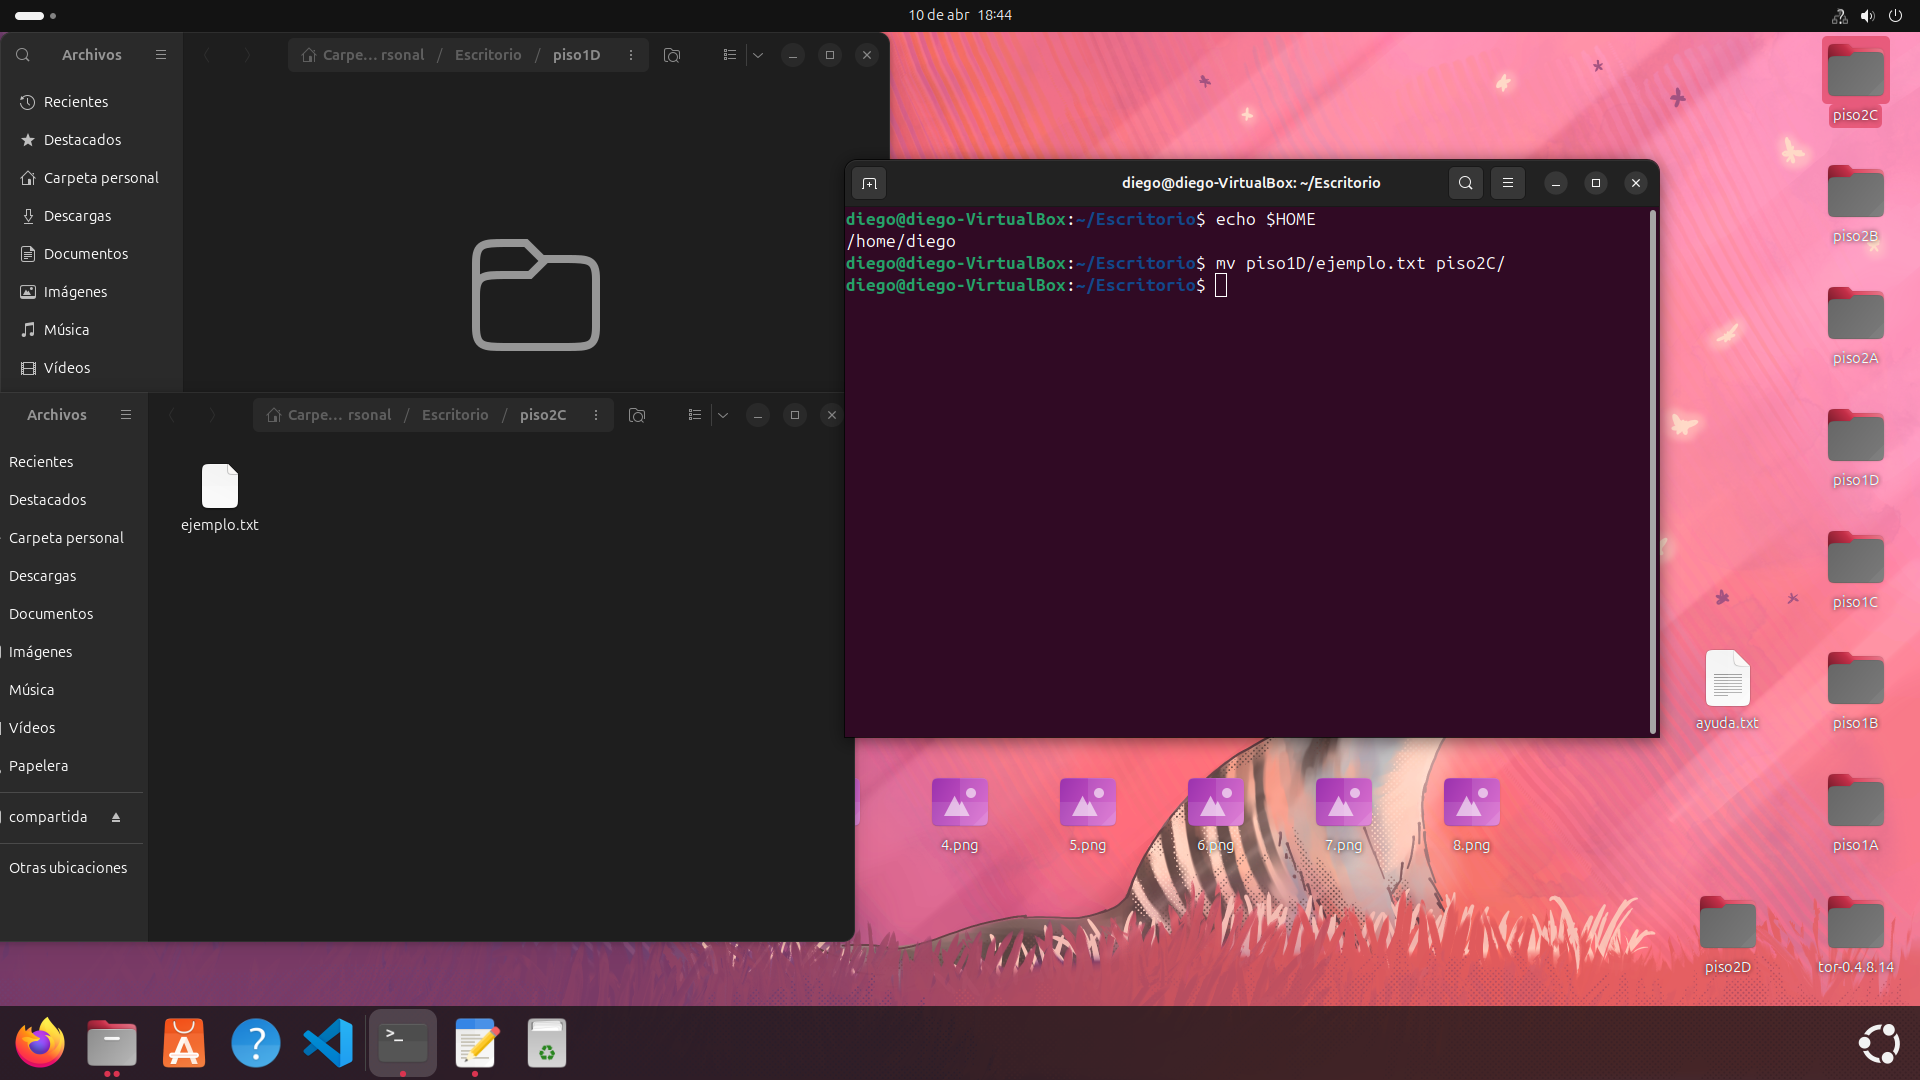 10 de abr 18:44
Archivos
Carpe... rsonal / Escritorio / piso1D
Recientes
Destacados
Carpeta personal
Descargas
Documentos
Imágenes
Música
Vídeos
Archivos
Carpe... rsonal / Escritorio / piso2C
Recientes
Destacados
Carpeta personal
Descargas
Documentos
Imágenes
Música
Vídeos
Papelera
compartida
Otras ubicaciones
ejemplo.txt
diego@diego-VirtualBox: ~/Escritorio
diego@diego-VirtualBox:~/Escritorio$ echo $HOME
/home/diego
diego@diego-VirtualBox:~/Escritorio$ mv piso1D/ejemplo.txt piso2C/
diego@diego-VirtualBox:~/Escritorio$
piso2C
piso2B
piso2A
piso1D
piso1C
ayuda.txt
piso1B
4.png
5.png
6.png
7.png
8.png
piso1A
piso2D
tor-0.4.8.14